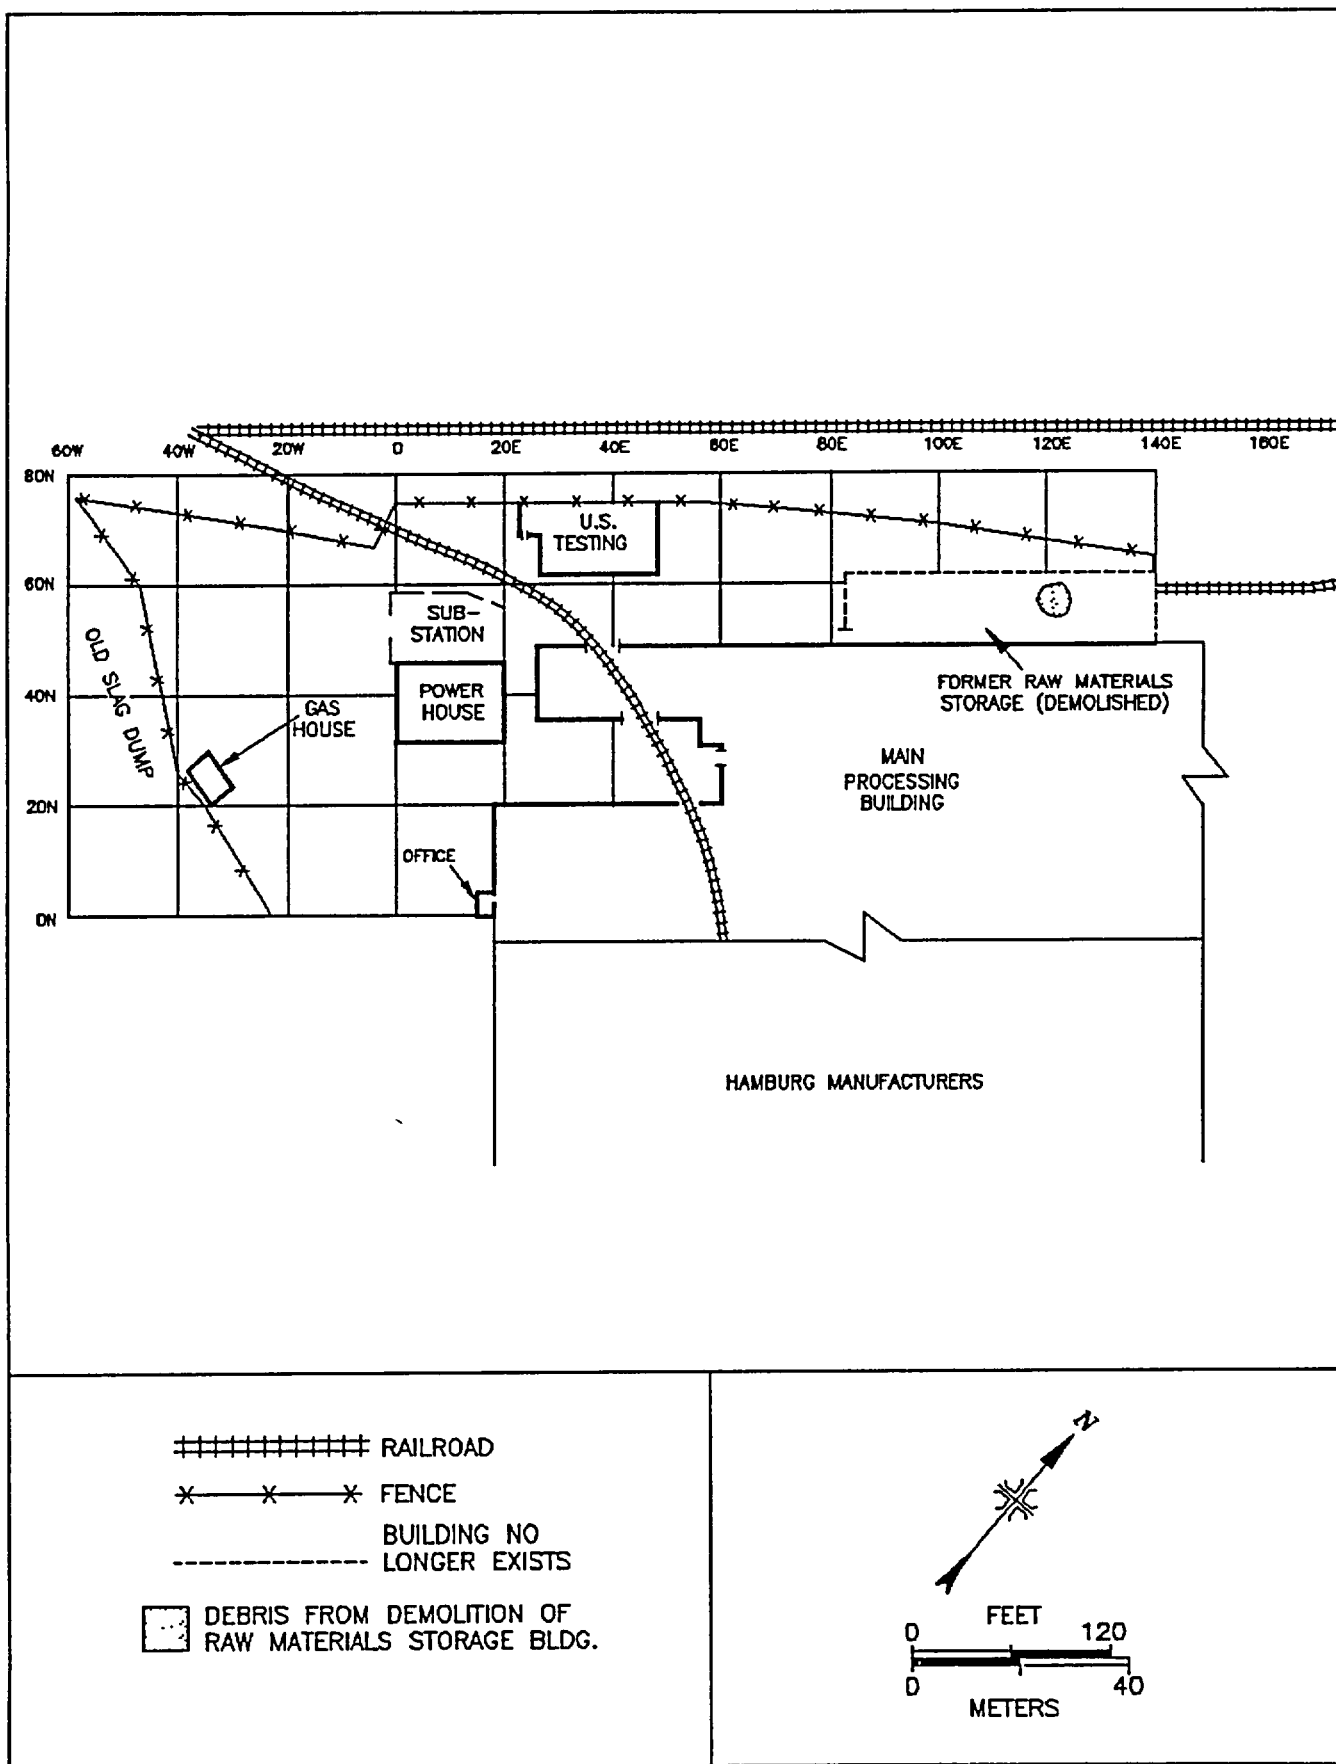 60W 40W 20W 0 20E 40E 60E 80E 100E 120E 140E 160E
80N
U.S.
TESTING
60N
SUB-
STATION
OLD SLAG DUMP
40N
POWER
HOUSE
GAS
HOUSE
FORMER RAW MATERIALS
STORAGE (DEMOLISHED)
MAIN
PROCESSING
BUILDING
20N
OFFICE
0N
HAMBURG MANUFACTURERS
RAILROAD
FENCE
BUILDING NO
LONGER EXISTS
DEBRIS FROM DEMOLITION OF
RAW MATERIALS STORAGE BLDG.
N
FEET
0 120
0 40
METERS